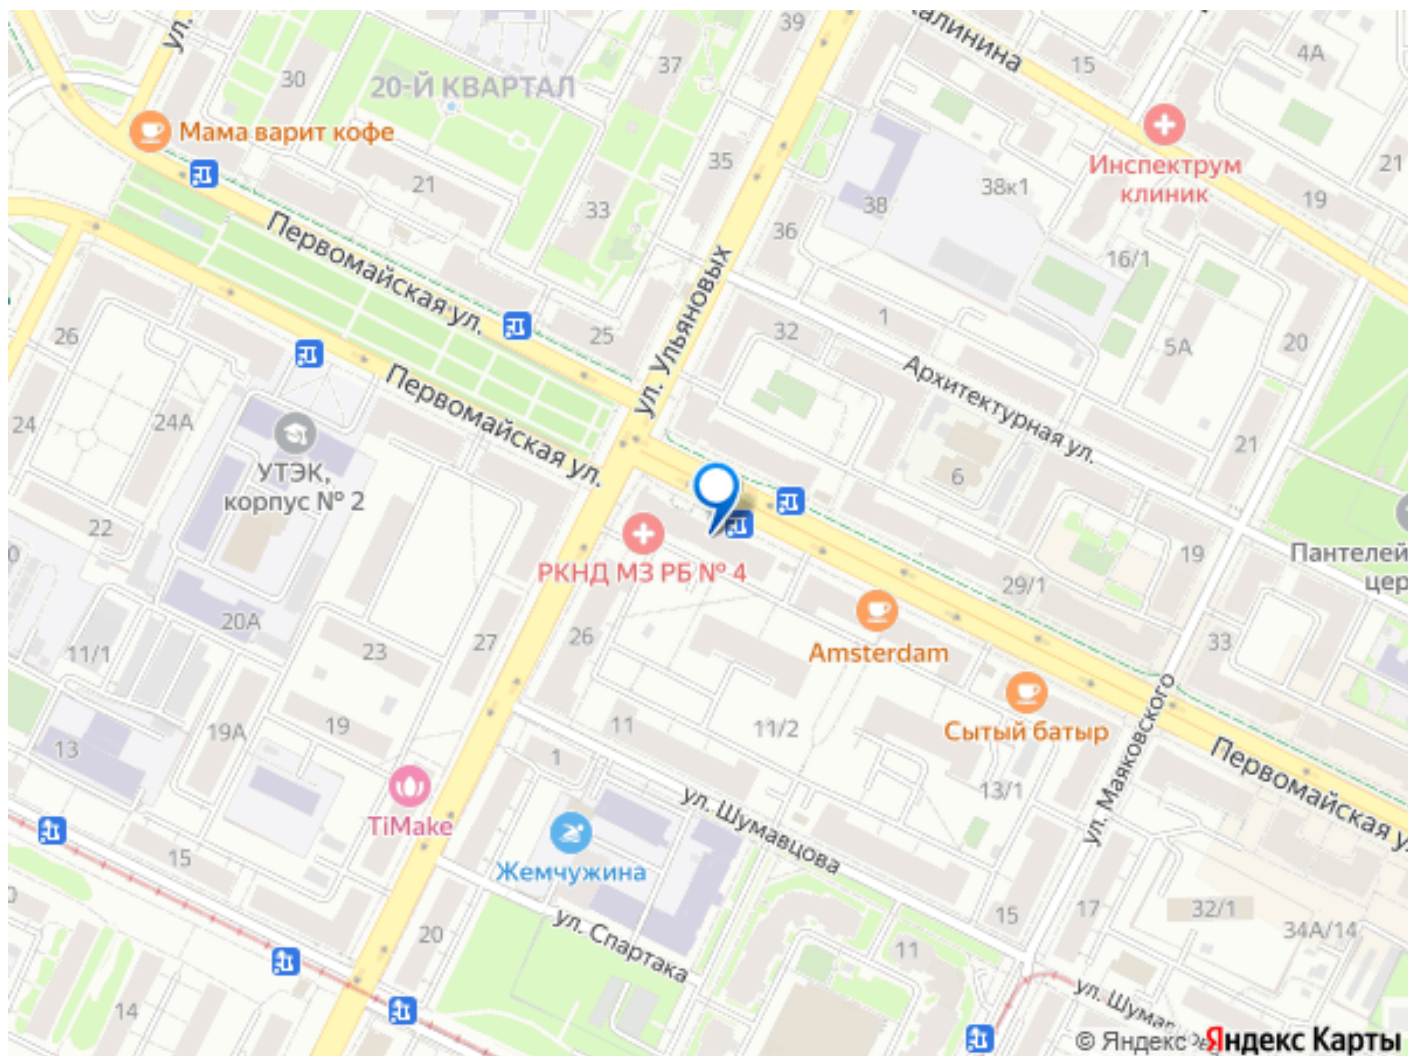 39
ул.
Калинина
15
4А
30
20-Й КВАРТАЛ
37
Мама варит кофе
35
Инспектрум
клиник
21
21
33
38
38к1
19
36
16/1
Первомайская ул.
ул. Ульяновых
26
25
32
1
5А
20
Первомайская ул.
Архитектурная ул.
24
24А
21
УТЭК,
корпус № 2
6
22
19
Пантелей
цер
0
РКНД МЗ РБ № 4
29/1
20А
26
27
23
11/1
Amsterdam
33
19А
19
11
11/2
Сытый батыр
ул. Маяковского
13
1
13/1
Первомайская ул.
TiMake
ул. Шумавцова
15
Жемчужина
0
20
ул. Спартака
15
17
32/1
34А/14
11
14
ул. Шума
© Яндекс
Яндекс Карты